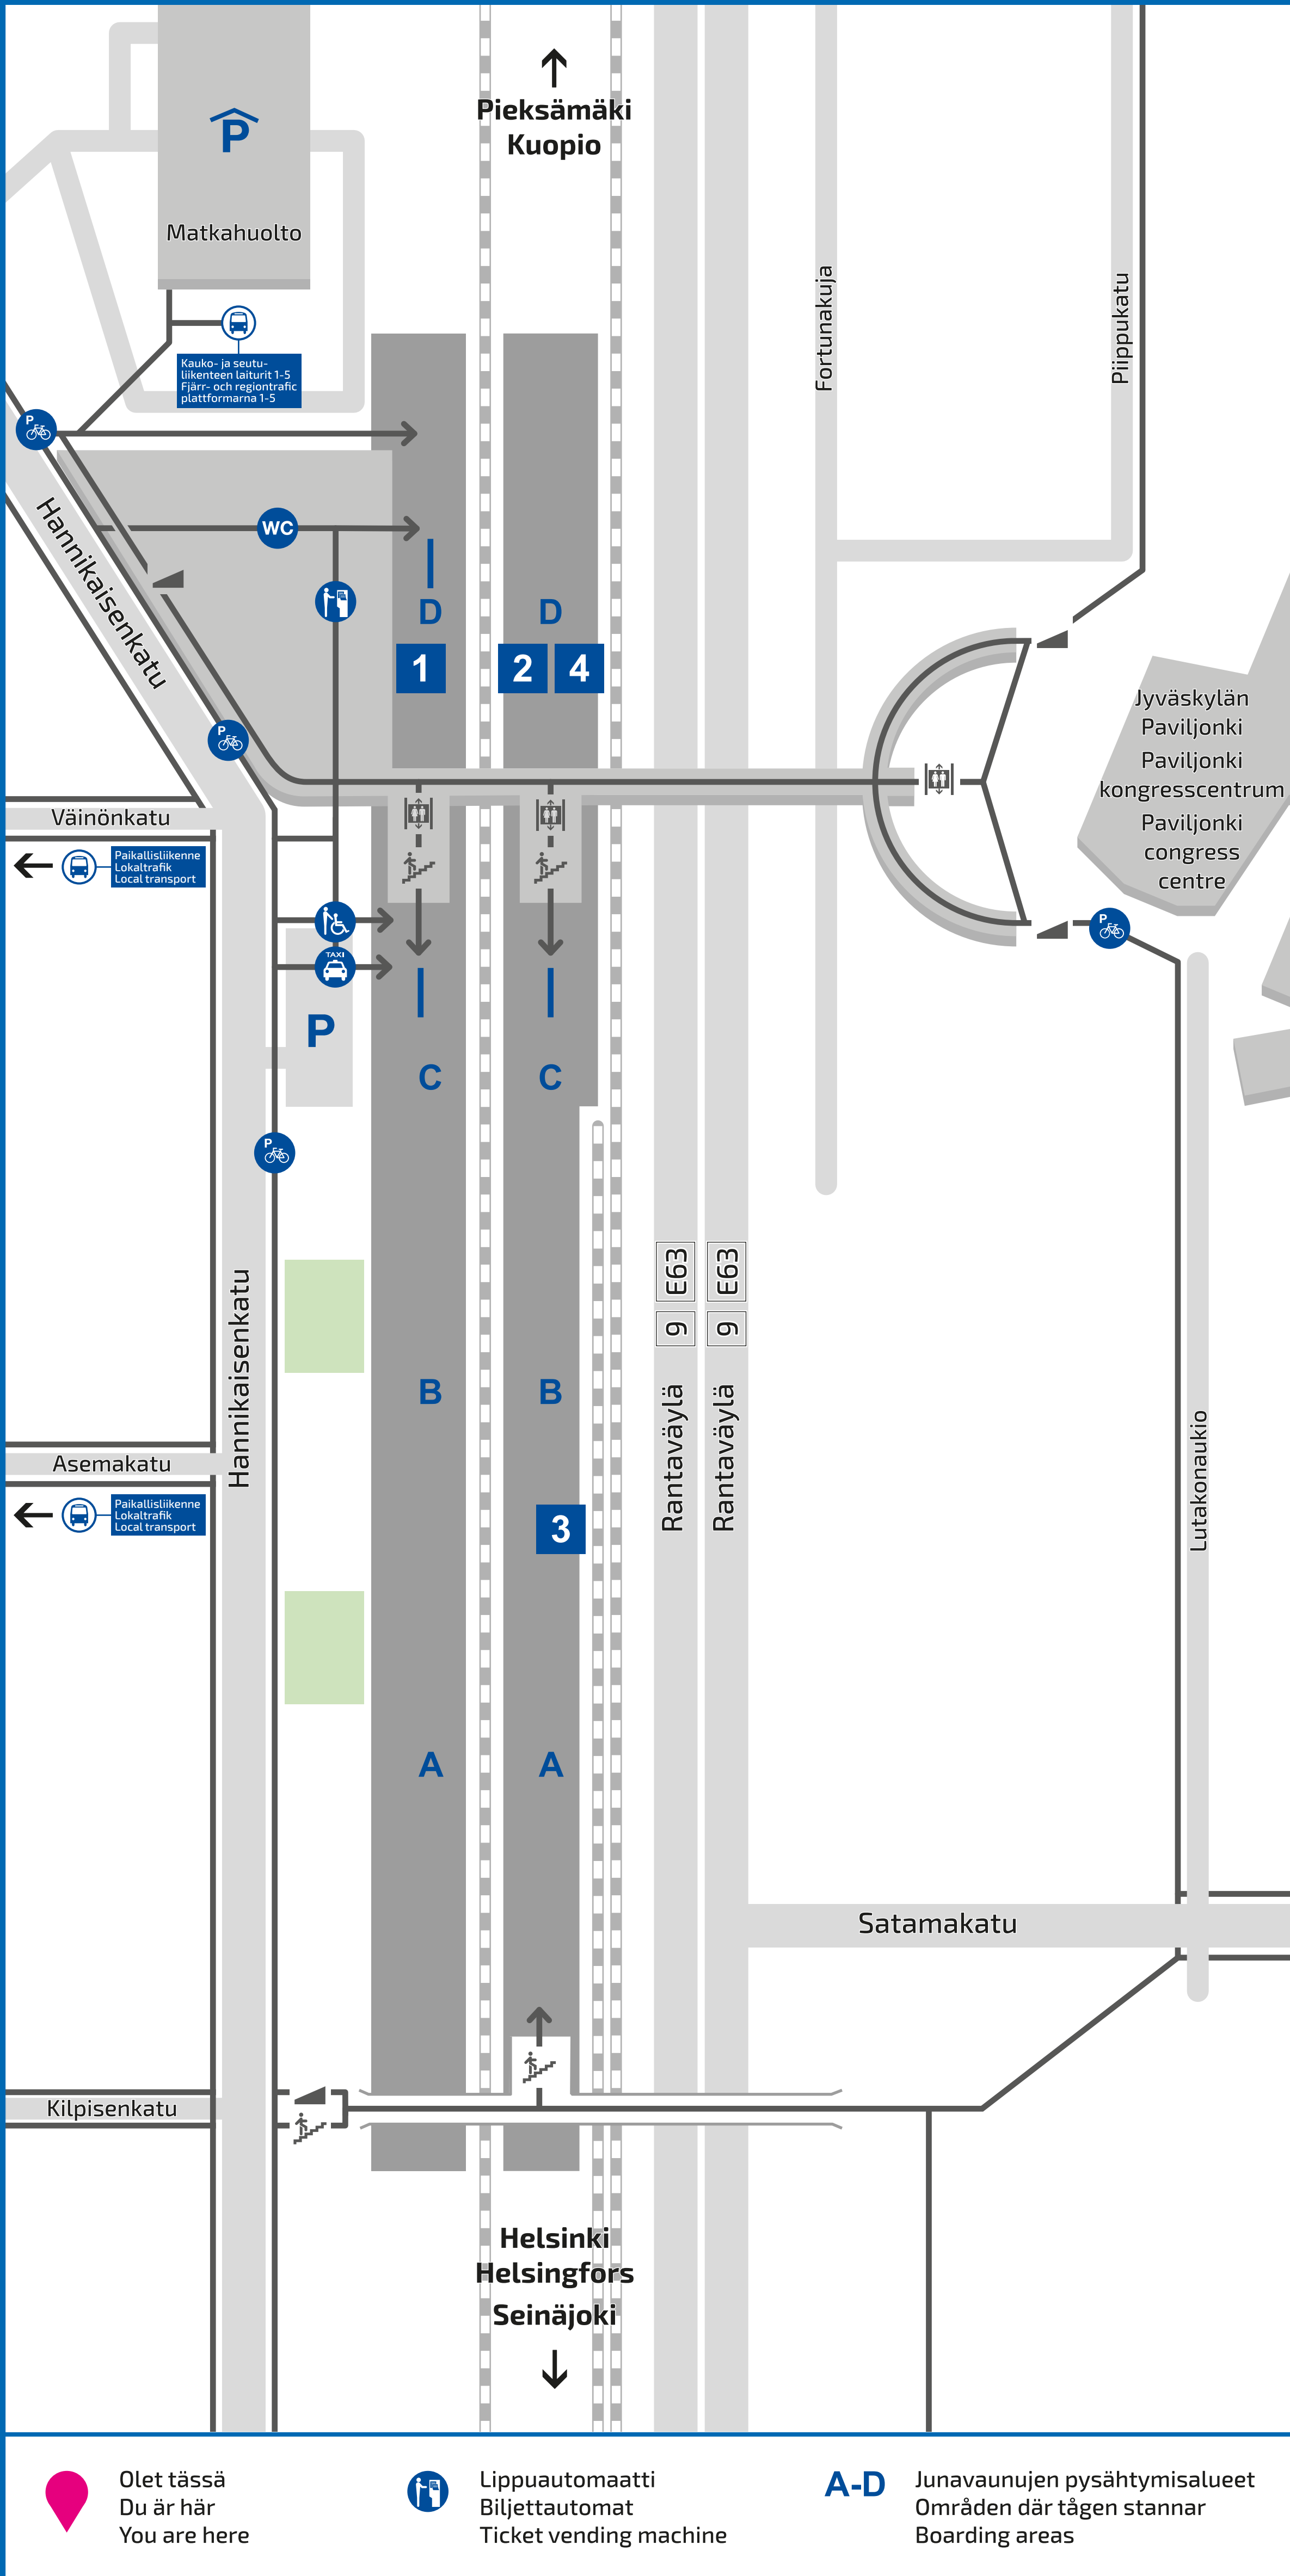 Pieksämäki
Kuopio
P
Matkahuolto
Kauko- ja seutu-
liikenteen laiturit 1-5
Fjärr- och regiontrafic
plattformarna 1-5
Fortunakuja
Piippukatu
P
Hannikaisenkatu
WC
D
D
1
2
4
P
Jyväskylän
Paviljonki
Paviljonki
kongresscentrum
Paviljonki
congress
centre
Väinönkatu
Paikallisliikenne
Lokaltrafik
Local transport
P
TAXI
P
C
C
P
E63
E63
9
9
Hannikaisenkatu
B
B
Rantaväylä
Rantaväylä
Lutakonaukio
Asemakatu
Paikallisliikenne
Lokaltrafik
Local transport
3
A
A
Satamakatu
Kilpisenkatu
Helsinki
Helsingfors
Seinäjoki
Olet tässä
Du är här
You are here
Lippuautomaatti
Biljettautomat
Ticket vending machine
A-D
Junavaunujen pysähtymisalueet
Områden där tågen stannar
Boarding areas